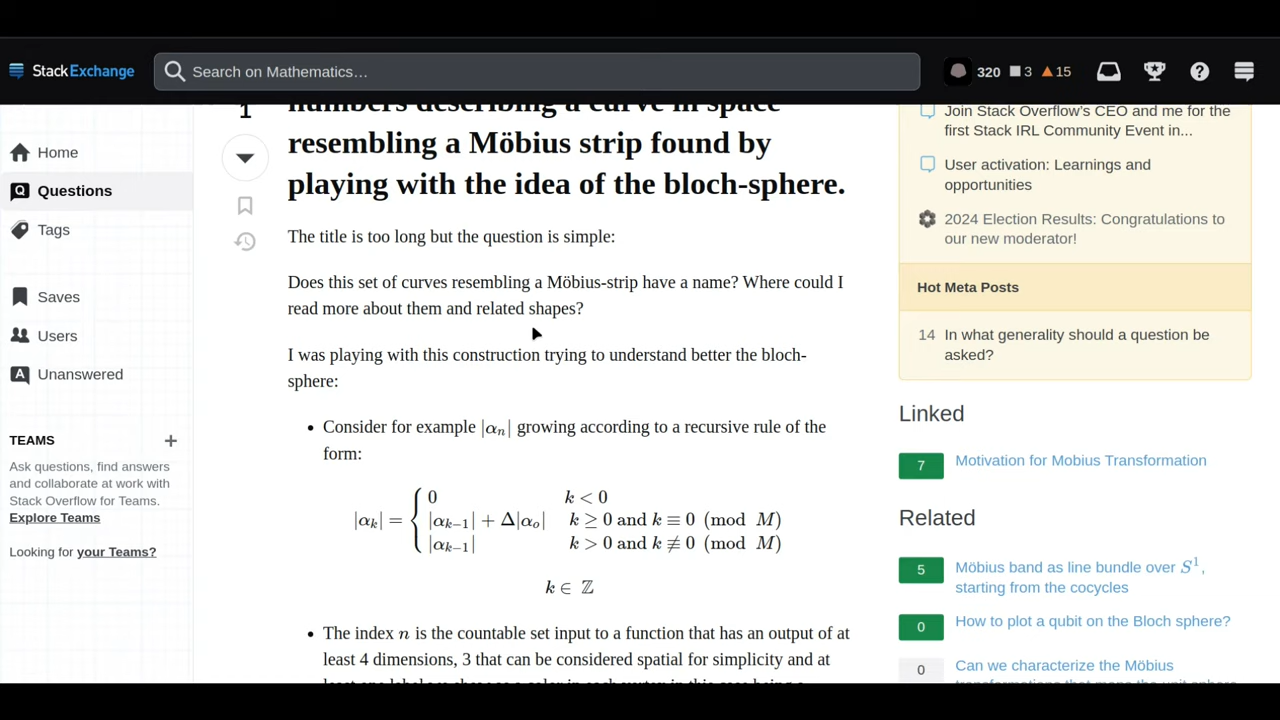 StackExchange
Search on Mathematics…
320 3 15
1
numbers describing a curve in space
resembling a Möbius strip found by
playing with the idea of the bloch-sphere.
The title is too long but the question is simple:
Does this set of curves resembling a Möbius-strip have a name? Where could I
read more about them and related shapes?
I was playing with this construction trying to understand better the bloch-
sphere:
• Consider for example |αₙ| growing according to a recursive rule of the
form:
|αₖ| = { 0 k < 0
|αₖ₋₁| + Δ|αₒ| k ≥ 0 and k ≡ 0 (mod M)
|αₖ₋₁| k > 0 and k ≢ 0 (mod M)
k ∈ ℤ
• The index n is the countable set input to a function that has an output of at
least 4 dimensions, 3 that can be considered spatial for simplicity and at
Home
Questions
Tags
Saves
Users
Unanswered
TEAMS
Ask questions, find answers
and collaborate at work with
Stack Overflow for Teams.
Explore Teams
Looking for your Teams?
Join Stack Overflow's CEO and me for the
first Stack IRL Community Event in...
User activation: Learnings and
opportunities
2024 Election Results: Congratulations to
our new moderator!
Hot Meta Posts
14 In what generality should a question be
asked?
Linked
7 Motivation for Mobius Transformation
Related
5 Möbius band as line bundle over S¹,
starting from the cocycles
0 How to plot a qubit on the Bloch sphere?
0 Can we characterize the Möbius